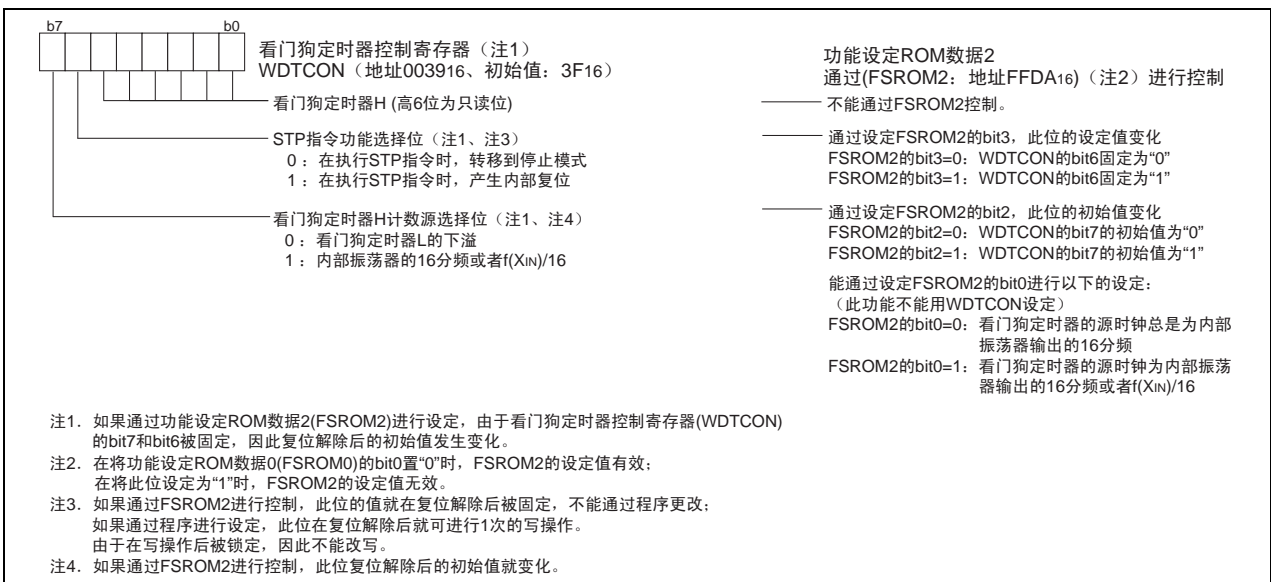 b7 b0
看门狗定时器控制寄存器（注1）
WDTCON（地址003916、初始值：3F16）
看门狗定时器H (高6位为只读位)
STP指令功能选择位（注1、注3）
0：在执行STP指令时，转移到停止模式
1：在执行STP指令时，产生内部复位
看门狗定时器H计数源选择位（注1、注4）
0：看门狗定时器L的下溢
1：内部振荡器的16分频或者f(XIN)/16
功能设定ROM数据2
通过(FSROM2：地址FFDA16)（注2）进行控制
不能通过FSROM2控制。
通过设定FSROM2的bit3，此位的设定值变化
FSROM2的bit3=0：WDTCON的bit6固定为“0”
FSROM2的bit3=1：WDTCON的bit6固定为“1”
通过设定FSROM2的bit2，此位的初始值变化
FSROM2的bit2=0：WDTCON的bit7的初始值为“0”
FSROM2的bit2=1：WDTCON的bit7的初始值为“1”
能通过设定FSROM2的bit0进行以下的设定：
（此功能不能用WDTCON设定）
FSROM2的bit0=0：看门狗定时器的源时钟总是为内部
振荡器输出的16分频
FSROM2的bit0=1：看门狗定时器的源时钟为内部振荡
器输出的16分频或者f(XIN)/16
注1．如果通过功能设定ROM数据2(FSROM2)进行设定，由于看门狗定时器控制寄存器(WDTCON)
的bit7和bit6被固定，因此复位解除后的初始值发生变化。
注2．在将功能设定ROM数据0(FSROM0)的bit0置“0”时，FSROM2的设定值有效；
在将此位设定为“1”时，FSROM2的设定值无效。
注3．如果通过FSROM2进行控制，此位的值就在复位解除后被固定，不能通过程序更改；
如果通过程序进行设定，此位在复位解除后就可进行1次的写操作。
由于在写操作后被锁定，因此不能改写。
注4．如果通过FSROM2进行控制，此位复位解除后的初始值就变化。